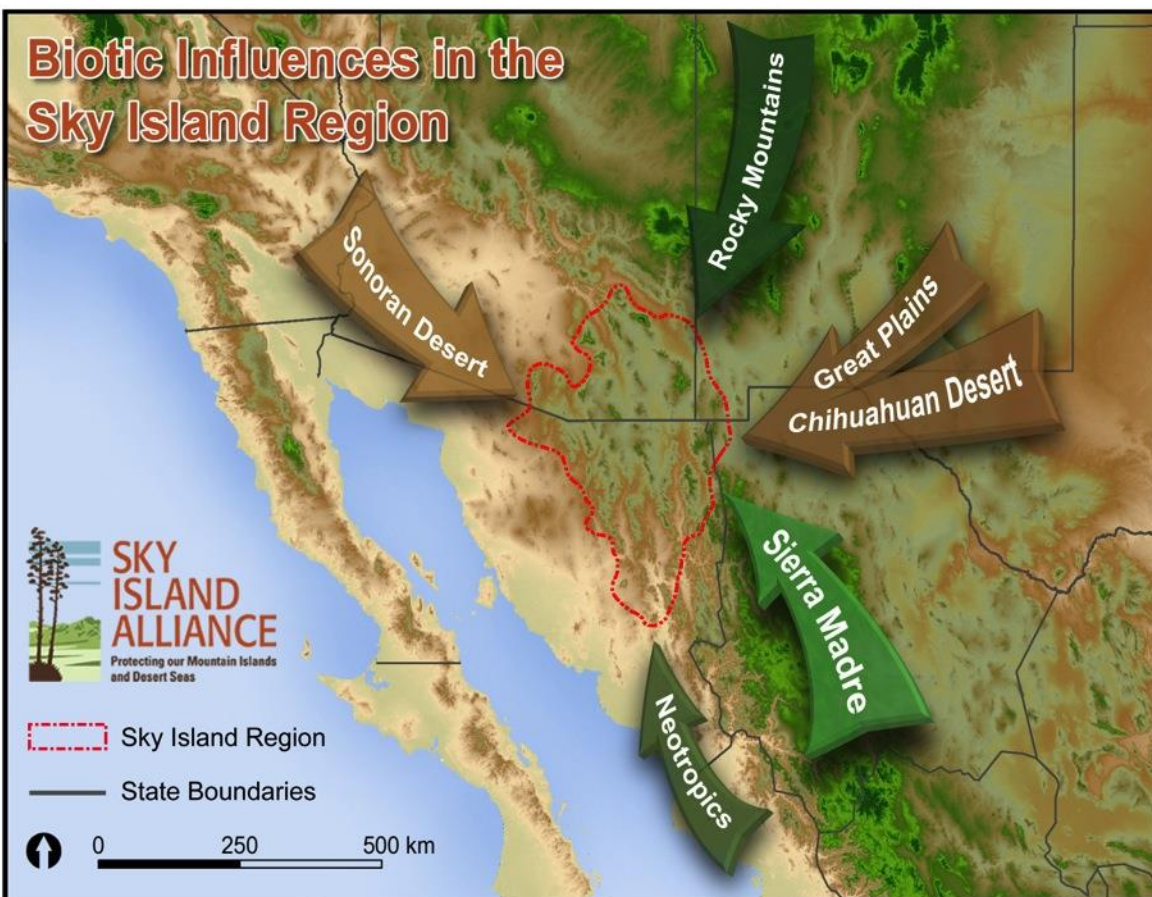 Biotic Influences in the
Sky Island Region
Rocky Mountains
Sonoran Desert
Great Plains
Chihuahuan Desert
Sierra Madre
Neotropics
SKY
ISLAND
ALLIANCE
Protecting our Mountain Islands
and Desert Seas
Sky Island Region
State Boundaries
0 250 500 km